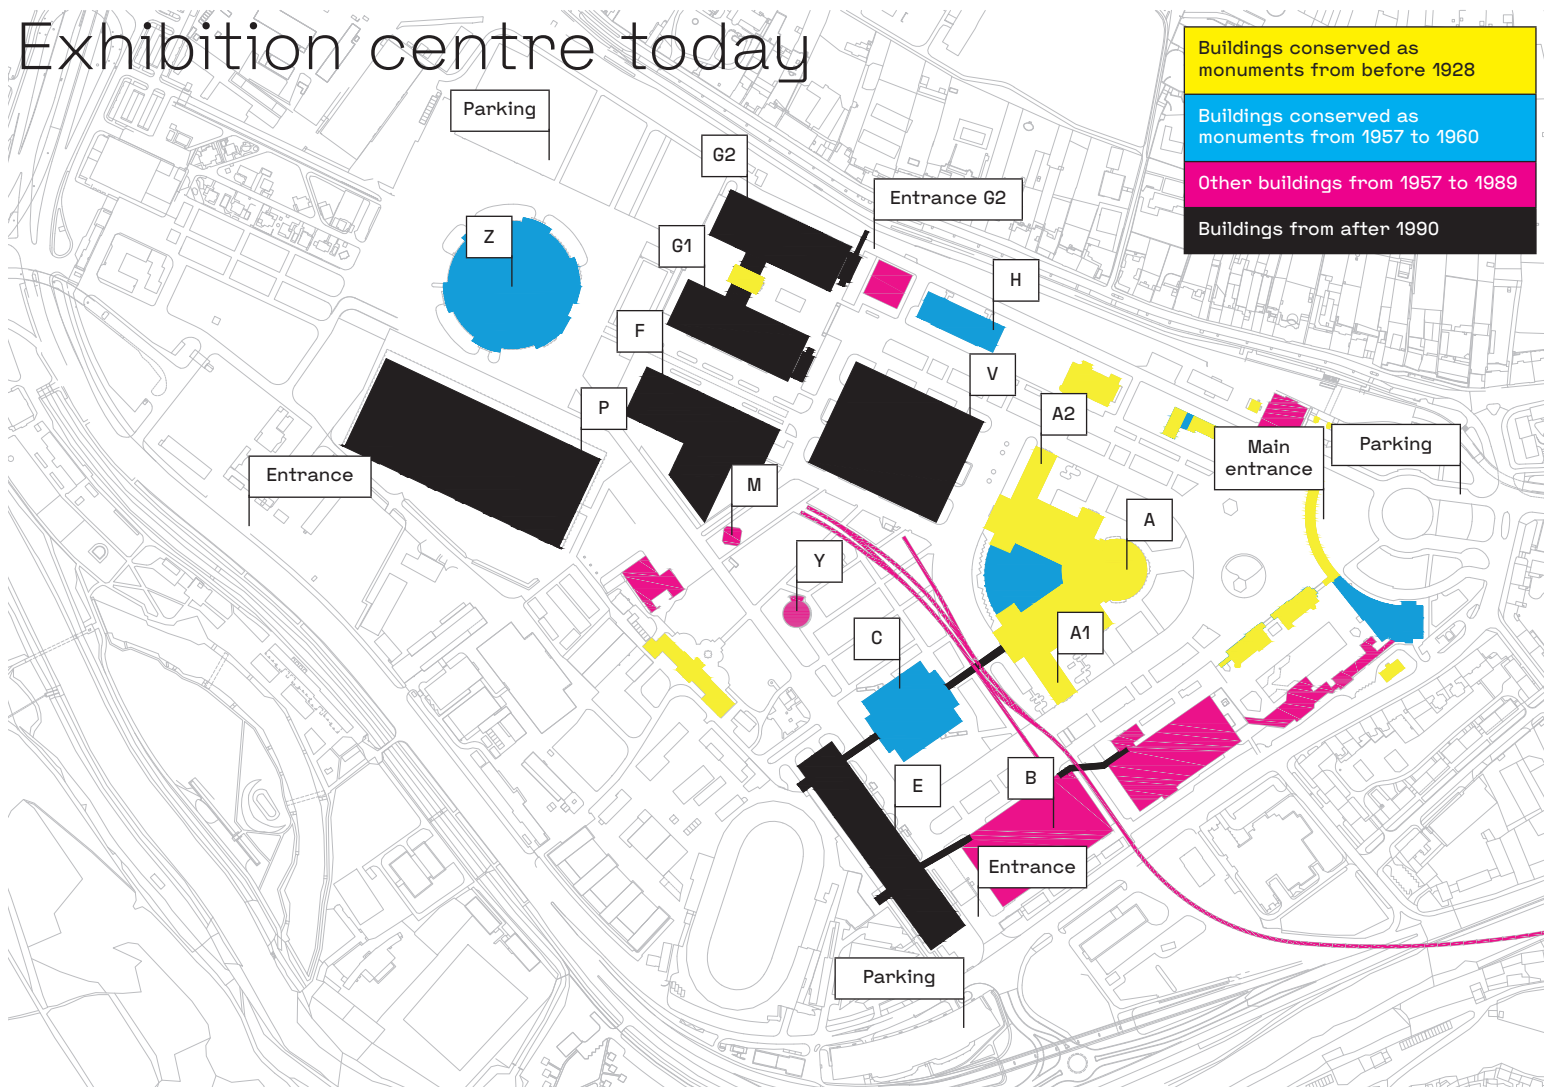 Exhibition centre today
Buildings conserved as
monuments from before 1928
Buildings conserved as
monuments from 1957 to 1960
Other buildings from 1957 to 1989
Buildings from after 1990
Parking
G2
Entrance G2
Z
G1
H
F
V
P
A2
Main
entrance
Parking
Entrance
M
A
Y
C
A1
E
B
Entrance
Parking